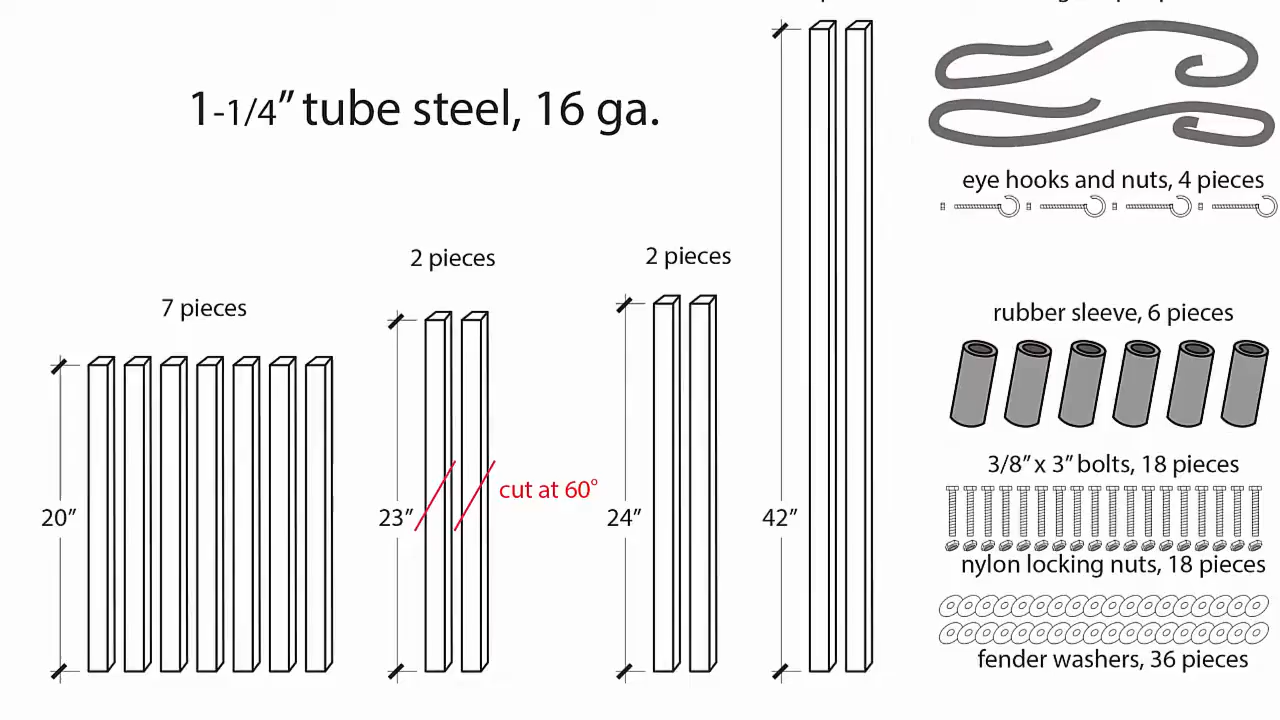 1-1/4” tube steel, 16 ga.
7 pieces
20”
2 pieces
23”
cut at 60°
2 pieces
24”
42”
eye hooks and nuts, 4 pieces
rubber sleeve, 6 pieces
3/8” x 3” bolts, 18 pieces
nylon locking nuts, 18 pieces
fender washers, 36 pieces